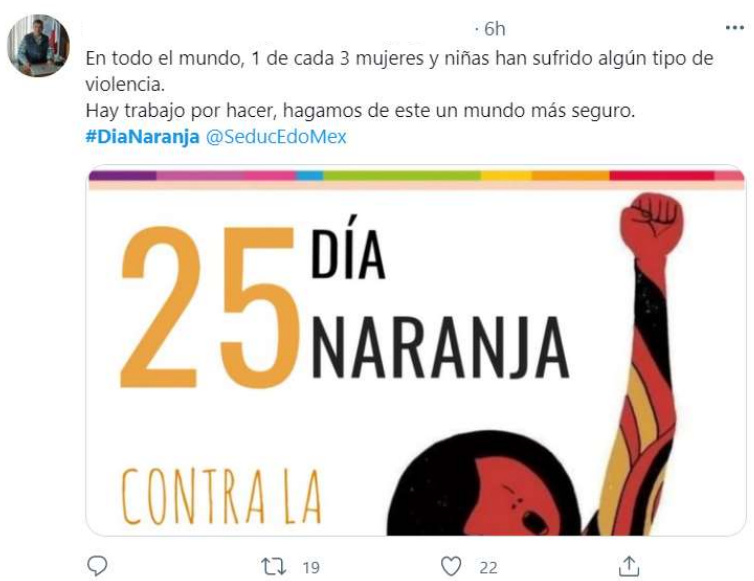 · 6h
En todo el mundo, 1 de cada 3 mujeres y niñas han sufrido algún tipo de
violencia.
Hay trabajo por hacer, hagamos de este un mundo más seguro.
#DiaNaranja @SeducEdoMex
25 DÍA
NARANJA
CONTRA LA
19 22